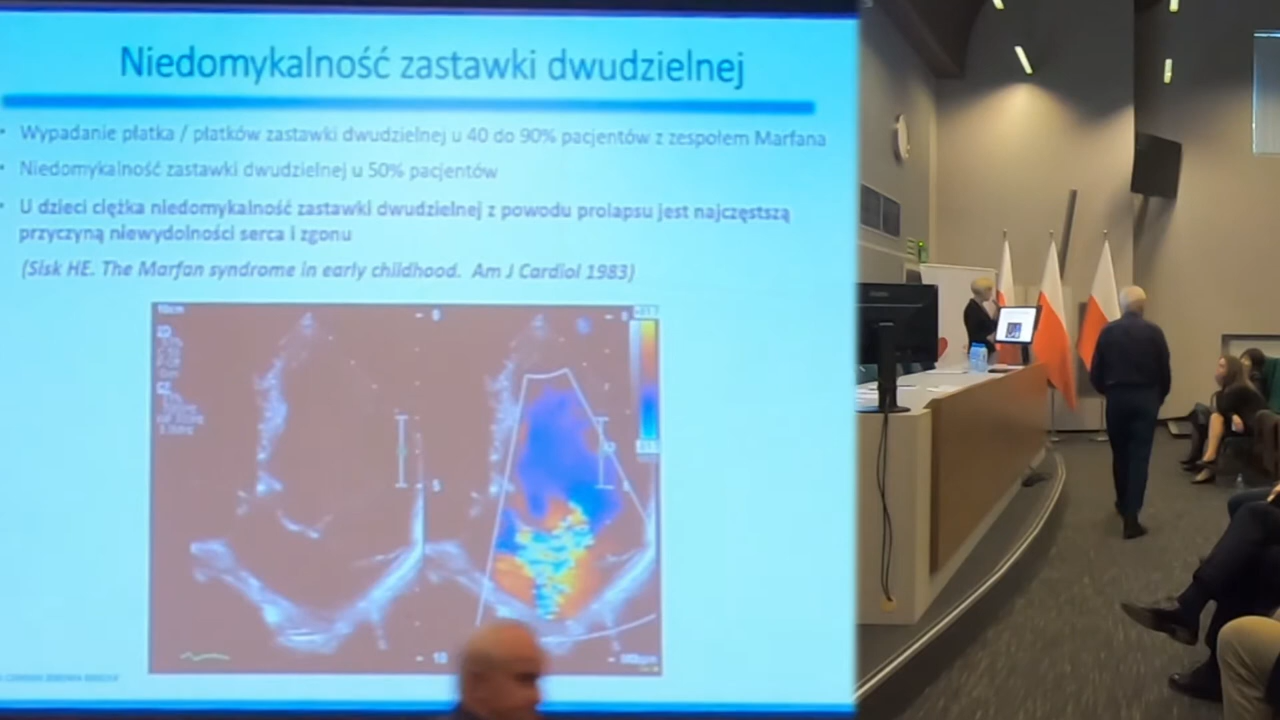 Niedomykalność zastawki dwudzielnej
• Wypadanie płatka / płatków zastawki dwudzielnej u 40 do 90% pacjentów z zespołem Marfana
• Niedomykalność zastawki dwudzielnej u 50% pacjentów
• U dzieci ciężka niedomykalność zastawki dwudzielnej z powodu prolapsu jest najczęstszą
przyczyną niewydolności serca i zgonu
(Sisk HE. The Marfan syndrome in early childhood. Am J Cardiol 1983)